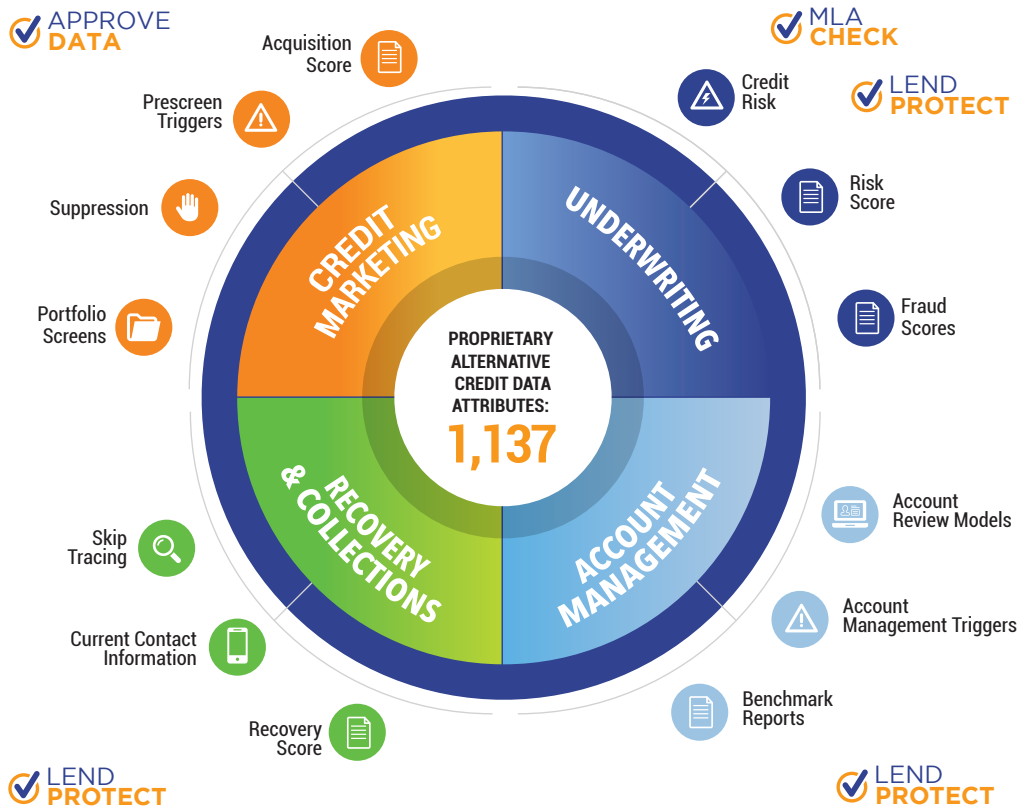 APPROVE
DATA
MLA
CHECK
LEND
PROTECT
Acquisition
Score
Prescreen
Triggers
Suppression
Portfolio
Screens
CREDIT
MARKETING
Credit
Risk
Risk
Score
Fraud
Scores
UNDERWRITING
PROPRIETARY
ALTERNATIVE
CREDIT DATA
ATTRIBUTES:
1,137
RECOVERY
& COLLECTIONS
Skip
Tracing
Current Contact
Information
Recovery
Score
ACCOUNT
MANAGEMENT
Account
Review Models
Account
Management Triggers
Benchmark
Reports
LEND
PROTECT
LEND
PROTECT